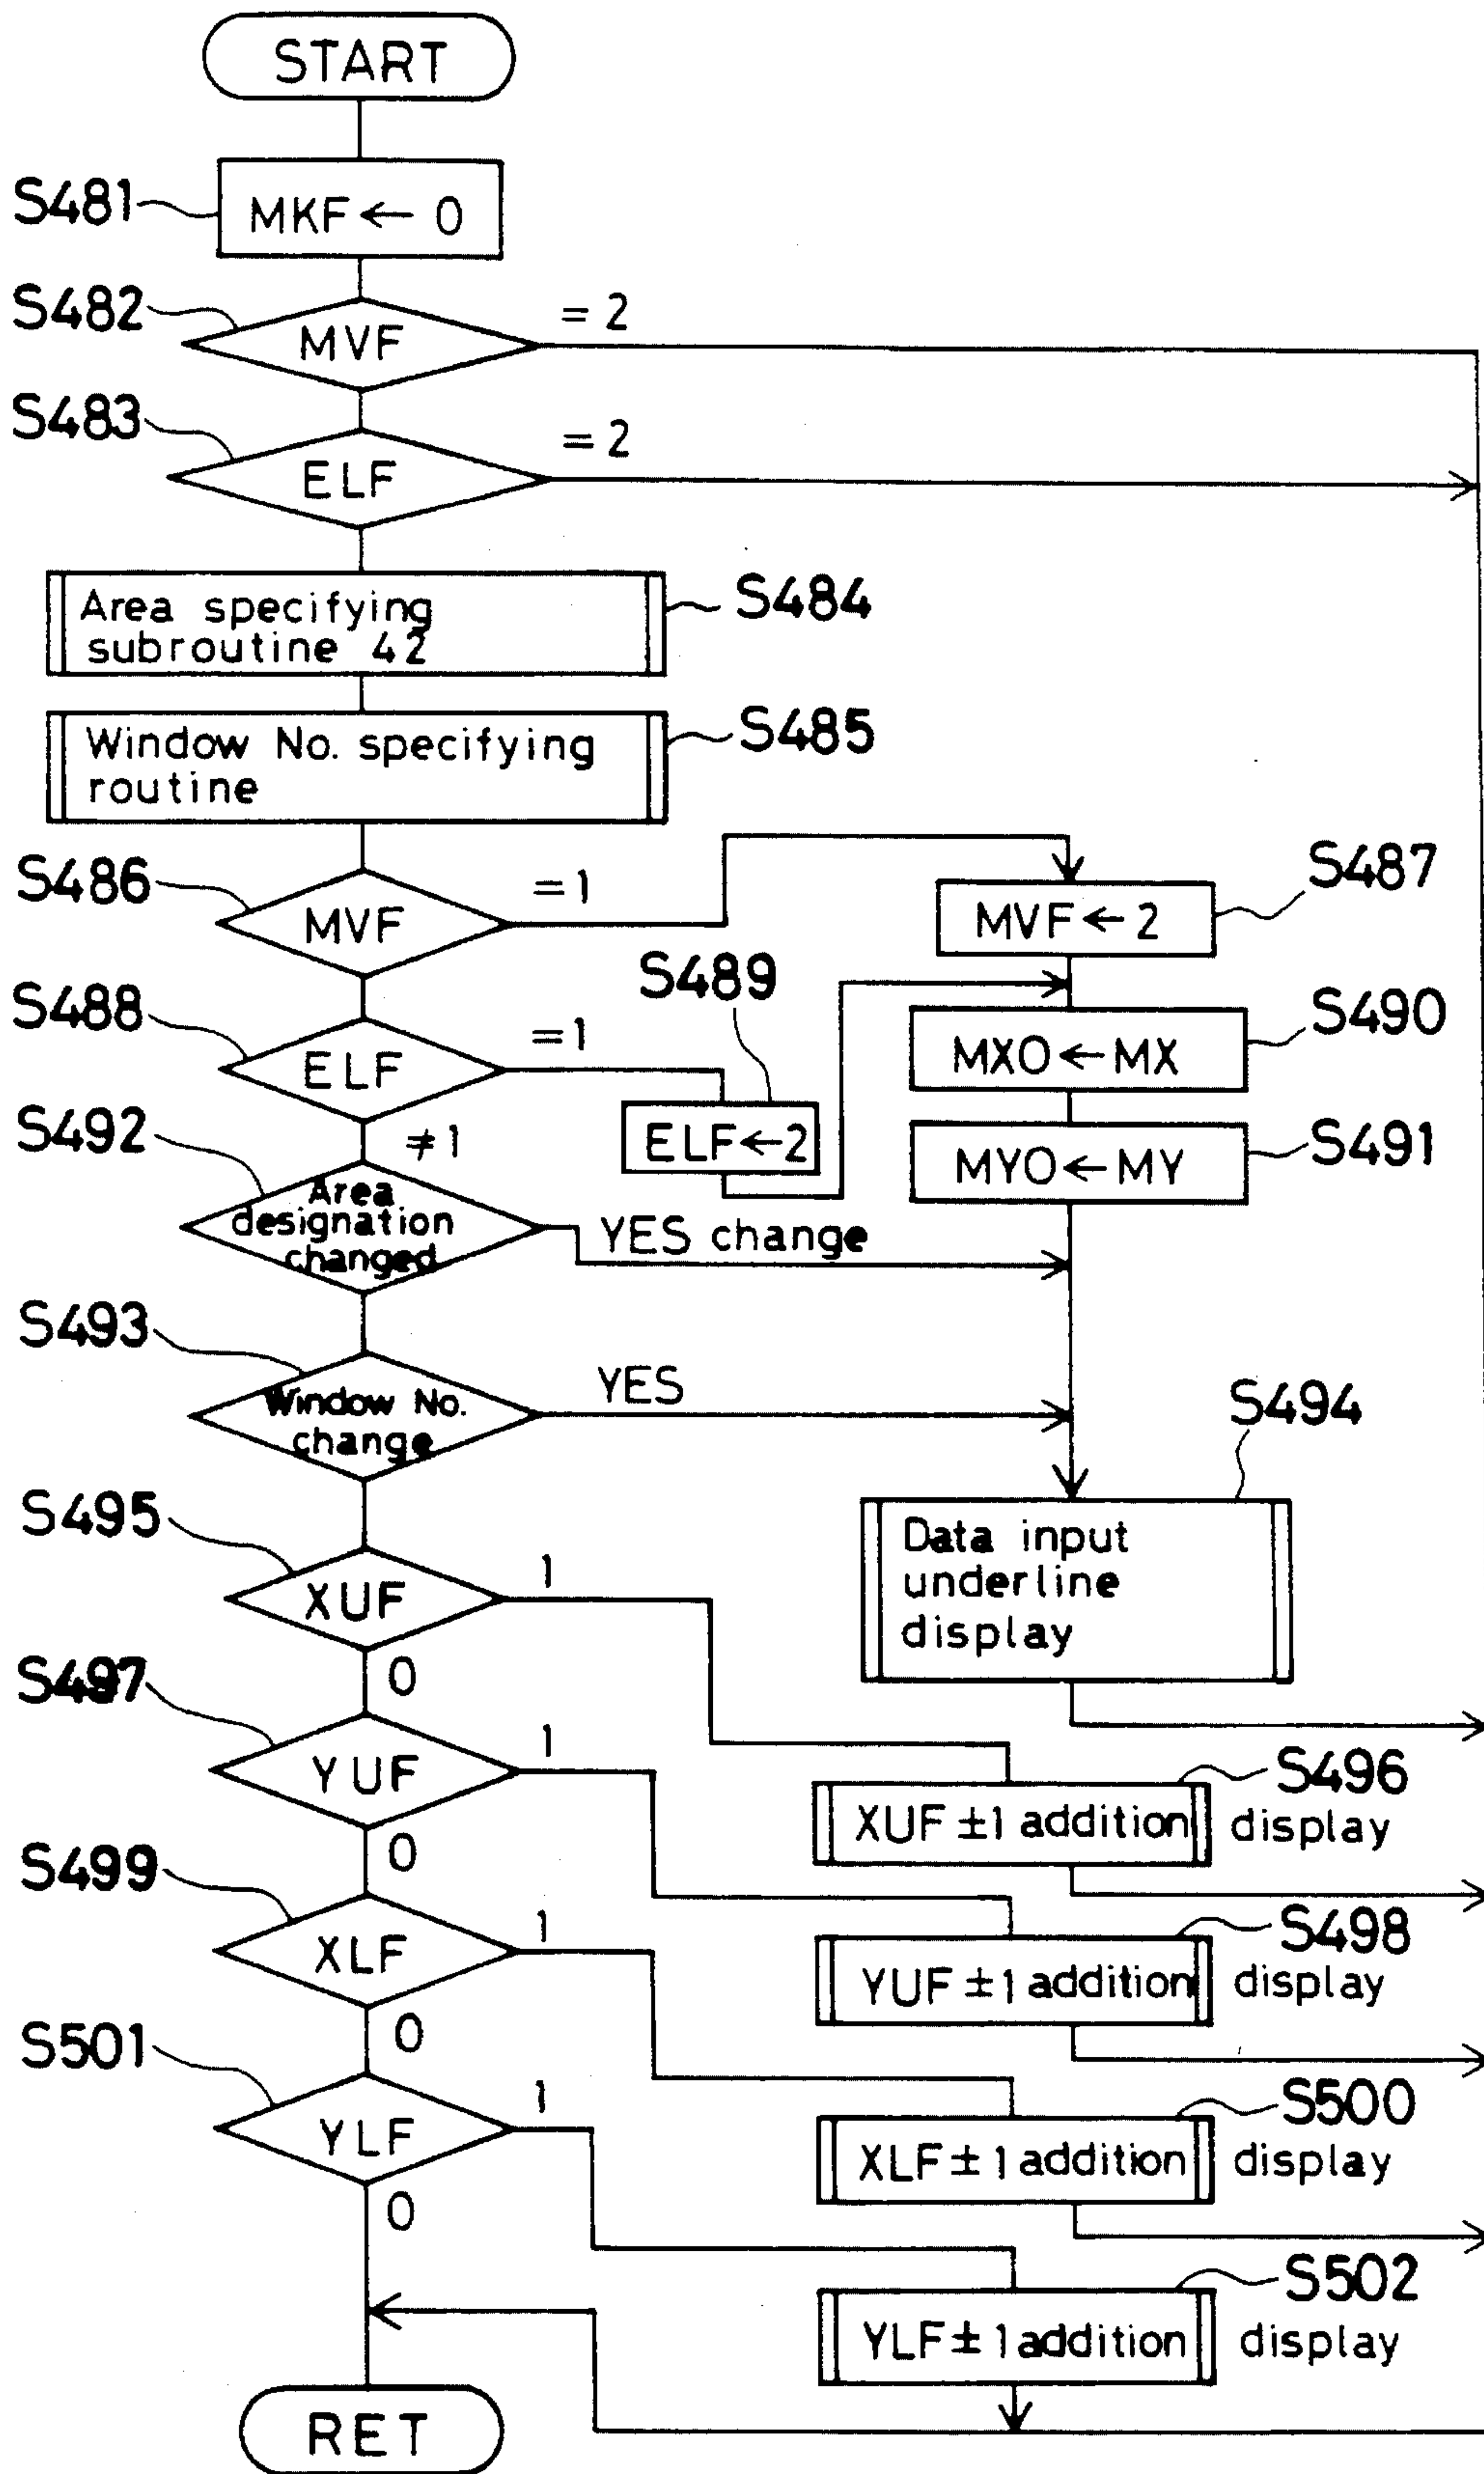 START
S481
MKF ← 0
S482
MVF
= 2
S483
ELF
= 2
Area specifying
subroutine 42
S484
Window No. specifying
routine
S485
S486
MVF
=1
MVF ← 2
S487
S488
ELF
=1
S489
ELF←2
MXO ← MX
S490
MYO ← MY
S491
S492
≠1
Area
designation
changed
YES change
S493
Window No.
change
YES
S494
Data input
underline
display
S495
XUF
1
0
S496
XUF ±1 addition display
S497
YUF
1
0
S498
YUF ±1 addition display
S499
XLF
1
0
S500
XLF ± 1 addition display
S501
YLF
1
0
S502
YLF ± 1 addition display
RET